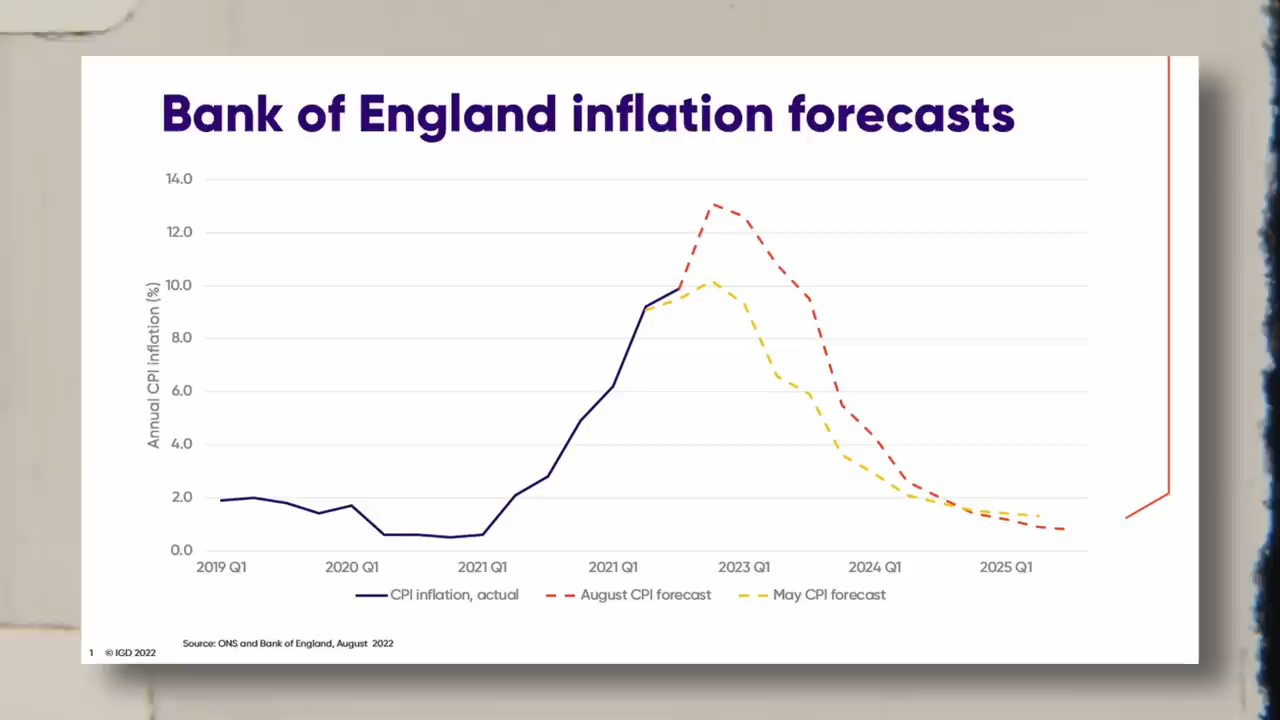 Bank of England inflation forecasts
14.0
12.0
10.0
8.0
6.0
4.0
2.0
0.0
Annual CPI inflation (%)
2019 Q1 2020 Q1 2021 Q1 2021 Q1 2023 Q1 2024 Q1 2025 Q1
CPI inflation, actual August CPI forecast May CPI forecast
Source: ONS and Bank of England, August 2022
1 © IGD 2022